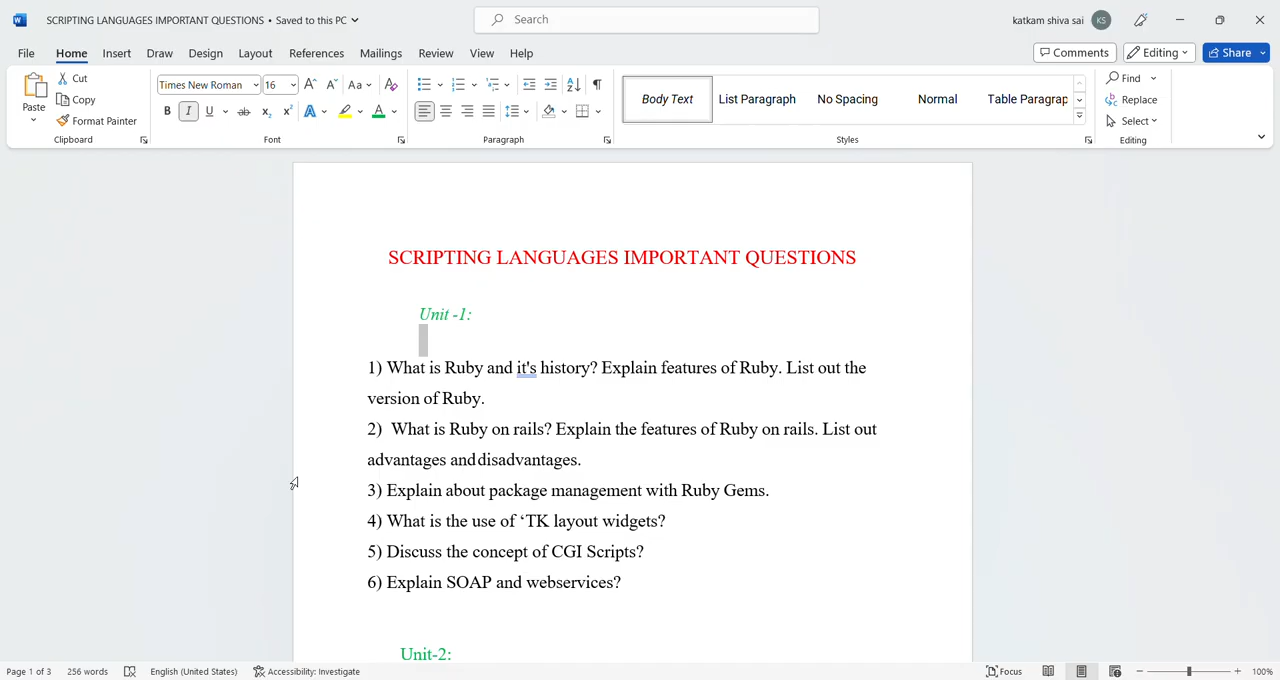 SCRIPTING LANGUAGES IMPORTANT QUESTIONS • Saved to this PC
Search
katkam shiva sai
KS
File Home Insert Draw Design Layout References Mailings Review View Help
Comments
Editing
Share
Paste
Cut
Copy
Format Painter
Clipboard
Times New Roman
16
Font
Paragraph
Body Text
List Paragraph
No Spacing
Normal
Table Paragrap
Styles
Find
Replace
Select
Editing
SCRIPTING LANGUAGES IMPORTANT QUESTIONS
Unit -1:
1) What is Ruby and it's history? Explain features of Ruby. List out the
version of Ruby.
2) What is Ruby on rails? Explain the features of Ruby on rails. List out
advantages and disadvantages.
3) Explain about package management with Ruby Gems.
4) What is the use of ‘TK layout widgets?
5) Discuss the concept of CGI Scripts?
6) Explain SOAP and webservices?
Unit-2:
Page 1 of 3
256 words
English (United States)
Accessibility: Investigate
Focus
100%